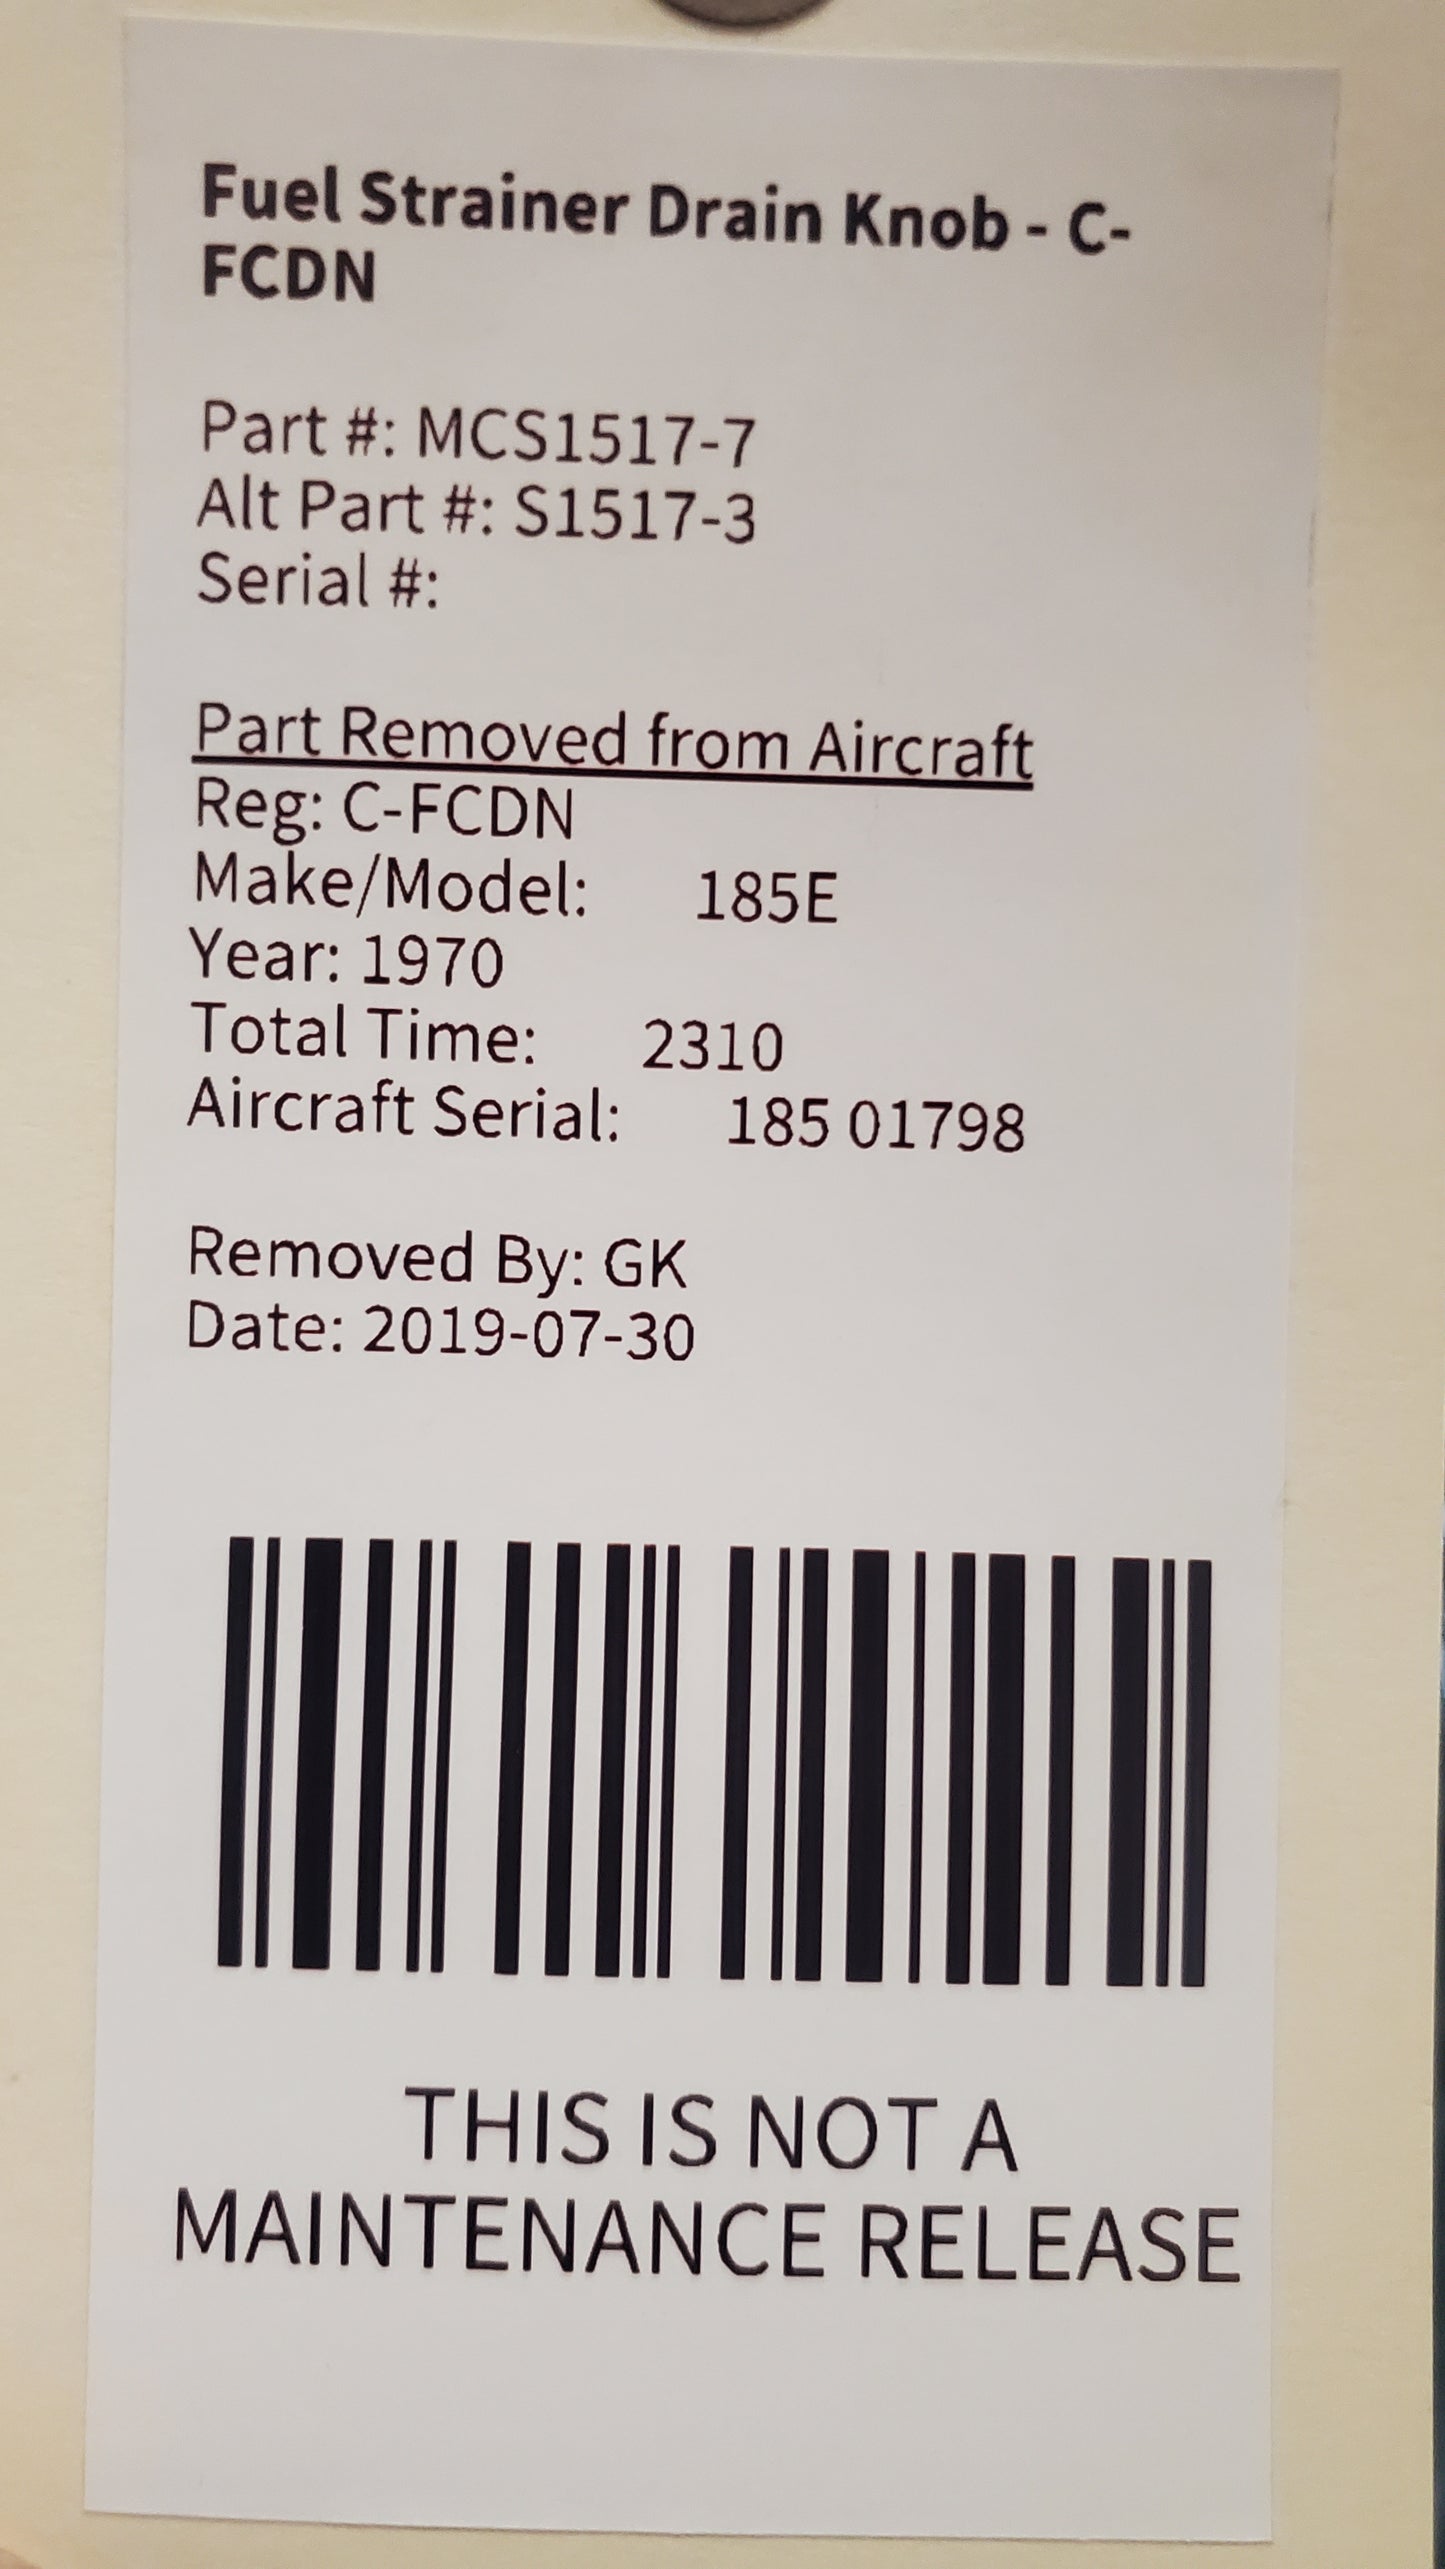 Fuel Strainer Drain Knob - C-
FCDN
Part #: MCS1517-7
Alt Part #: S1517-3
Serial #:
Part Removed from Aircraft
Reg: C-FCDN
Make/Model: 185E
Year: 1970
Total Time: 2310
Aircraft Serial: 185 01798
Removed By: GK
Date: 2019-07-30
THIS IS NOT A
MAINTENANCE RELEASE